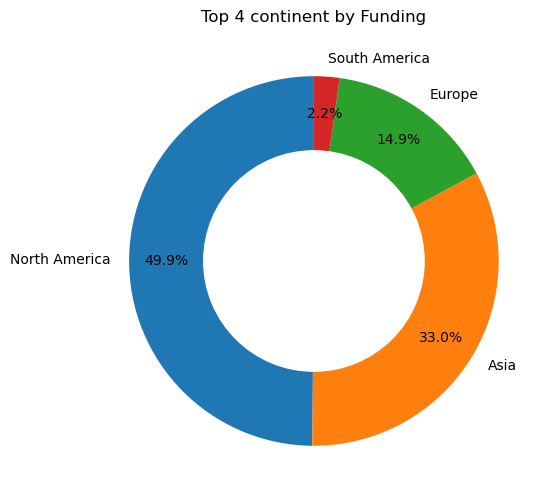 Top 4 continent by Funding
South America
Europe
2.2%
14.9%
North America
49.9%
33.0%
Asia